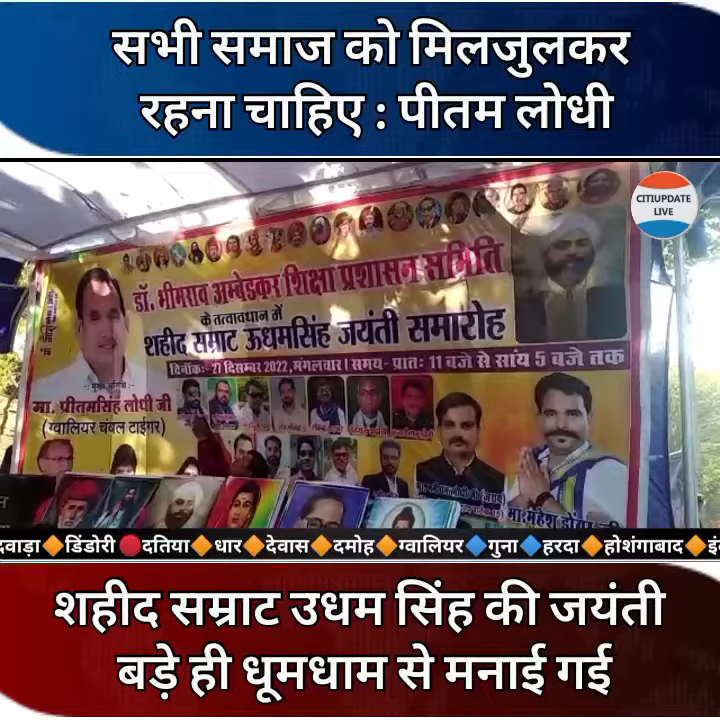 सभी समाज को मिलजुलकर
रहना चाहिए : पीतम लोधी
CITIUPDATE
LIVE
डॉ. भीमराव अम्बेडकर शिक्षा प्रशासन समिति
के तत्वावधान में
शहीद सम्राट ऊधमसिंह जयंती समारोह
दिनाँक:- 27 दिसम्बर 2022, मंगलवार । समय- प्रातः 11 बजे से सांय 5 बजे तक
मा. प्रीतमसिंह लोधी जी
(ग्वालियर चंबल टाईगर)
मा. महेश
दवाड़ा डिंडोरी दतिया धार देवास दमोह ग्वालियर गुना हरदा होशंगाबाद इं
शहीद सम्राट उधम सिंह की जयंती
बड़े ही धूमधाम से मनाई गई